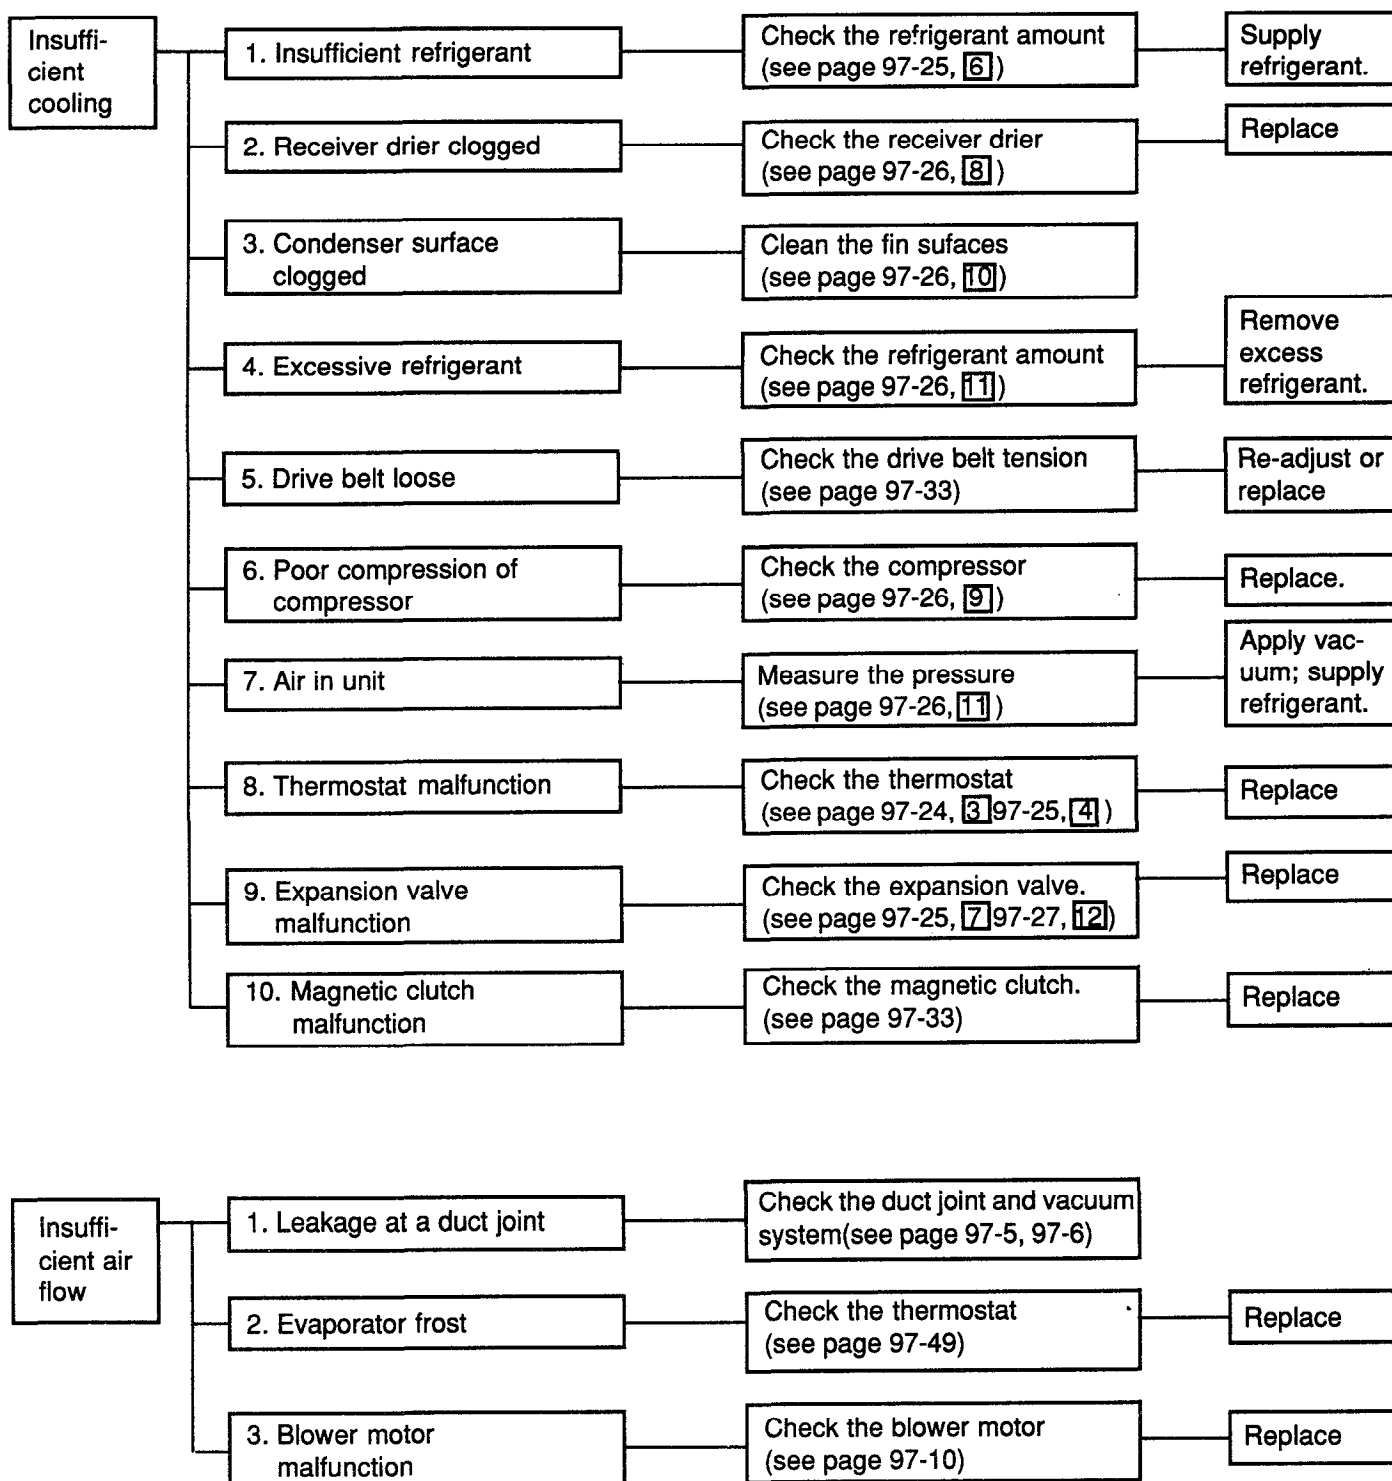 Insuffi-
cient
cooling
1. Insufficient refrigerant
Check the refrigerant amount
(see page 97-25, 6 )
Supply
refrigerant.
2. Receiver drier clogged
Check the receiver drier
(see page 97-26, 8 )
Replace
3. Condenser surface
clogged
Clean the fin sufaces
(see page 97-26, 10)
4. Excessive refrigerant
Check the refrigerant amount
(see page 97-26, 11)
Remove
excess
refrigerant.
5. Drive belt loose
Check the drive belt tension
(see page 97-33)
Re-adjust or
replace
6. Poor compression of
compressor
Check the compressor
(see page 97-26, 9 )
Replace.
7. Air in unit
Measure the pressure
(see page 97-26, 11 )
Apply vac-
uum; supply
refrigerant.
8. Thermostat malfunction
Check the thermostat
(see page 97-24, 3 97-25, 4 )
Replace
9. Expansion valve
malfunction
Check the expansion valve.
(see page 97-25, 7 97-27, 12)
Replace
10. Magnetic clutch
malfunction
Check the magnetic clutch.
(see page 97-33)
Replace
Insuffi-
cient air
flow
1. Leakage at a duct joint
Check the duct joint and vacuum
system(see page 97-5, 97-6)
2. Evaporator frost
Check the thermostat
(see page 97-49)
Replace
3. Blower motor
malfunction
Check the blower motor
(see page 97-10)
Replace